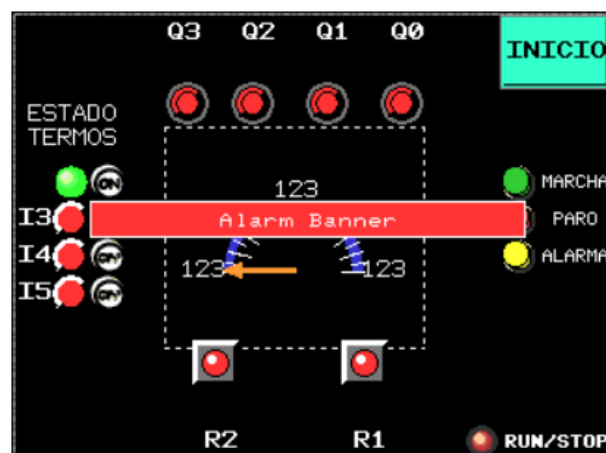 Q3 Q2 Q1 Q0
INICIO
ESTADO
TERMOS
ON
MARCHA
123
I3
Alarm Banner
PARO
I4
ON
ALARMA
123
123
I5
ON
R2 R1
RUN/STOP